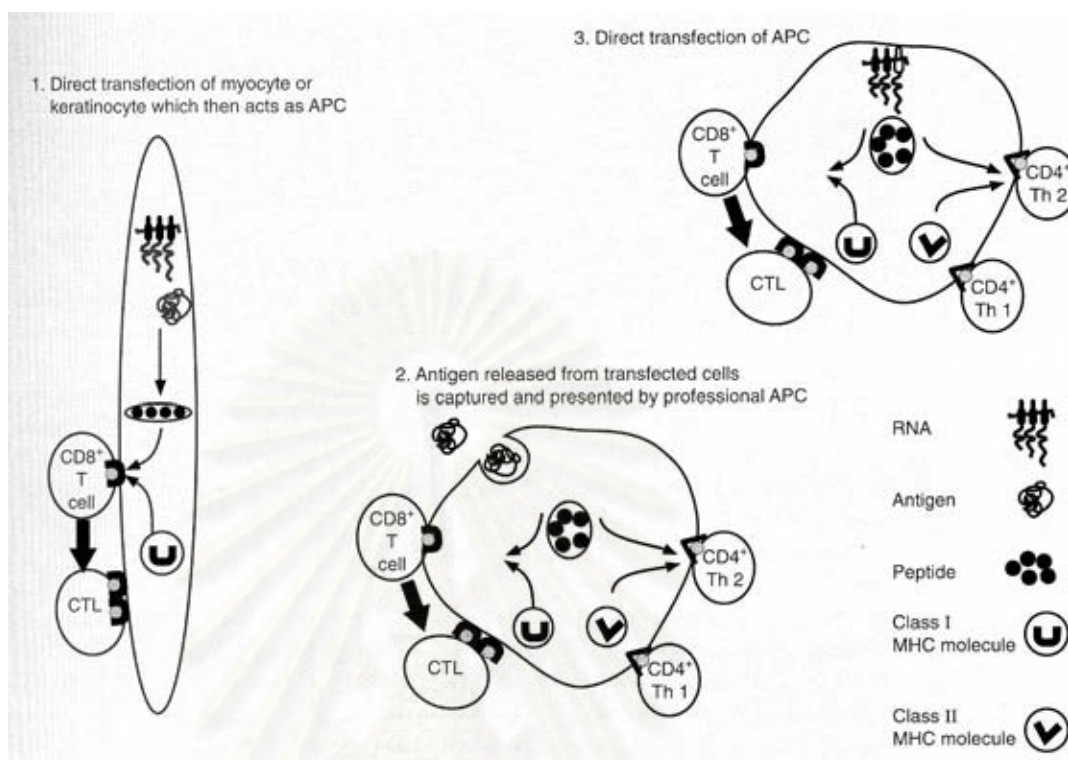 1. Direct transfection of myocyte or
keratinocyte which then acts as APC
CD8⁺
T
cell
CTL
2. Antigen released from transfected cells
is captured and presented by professional APC
CD8⁺
T
cell
CTL
CD4⁺
Th 2
CD4⁺
Th 1
3. Direct transfection of APC
CD8⁺
T
cell
CTL
CD4⁺
Th 2
CD4⁺
Th 1
RNA
Antigen
Peptide
Class I
MHC molecule
Class II
MHC molecule